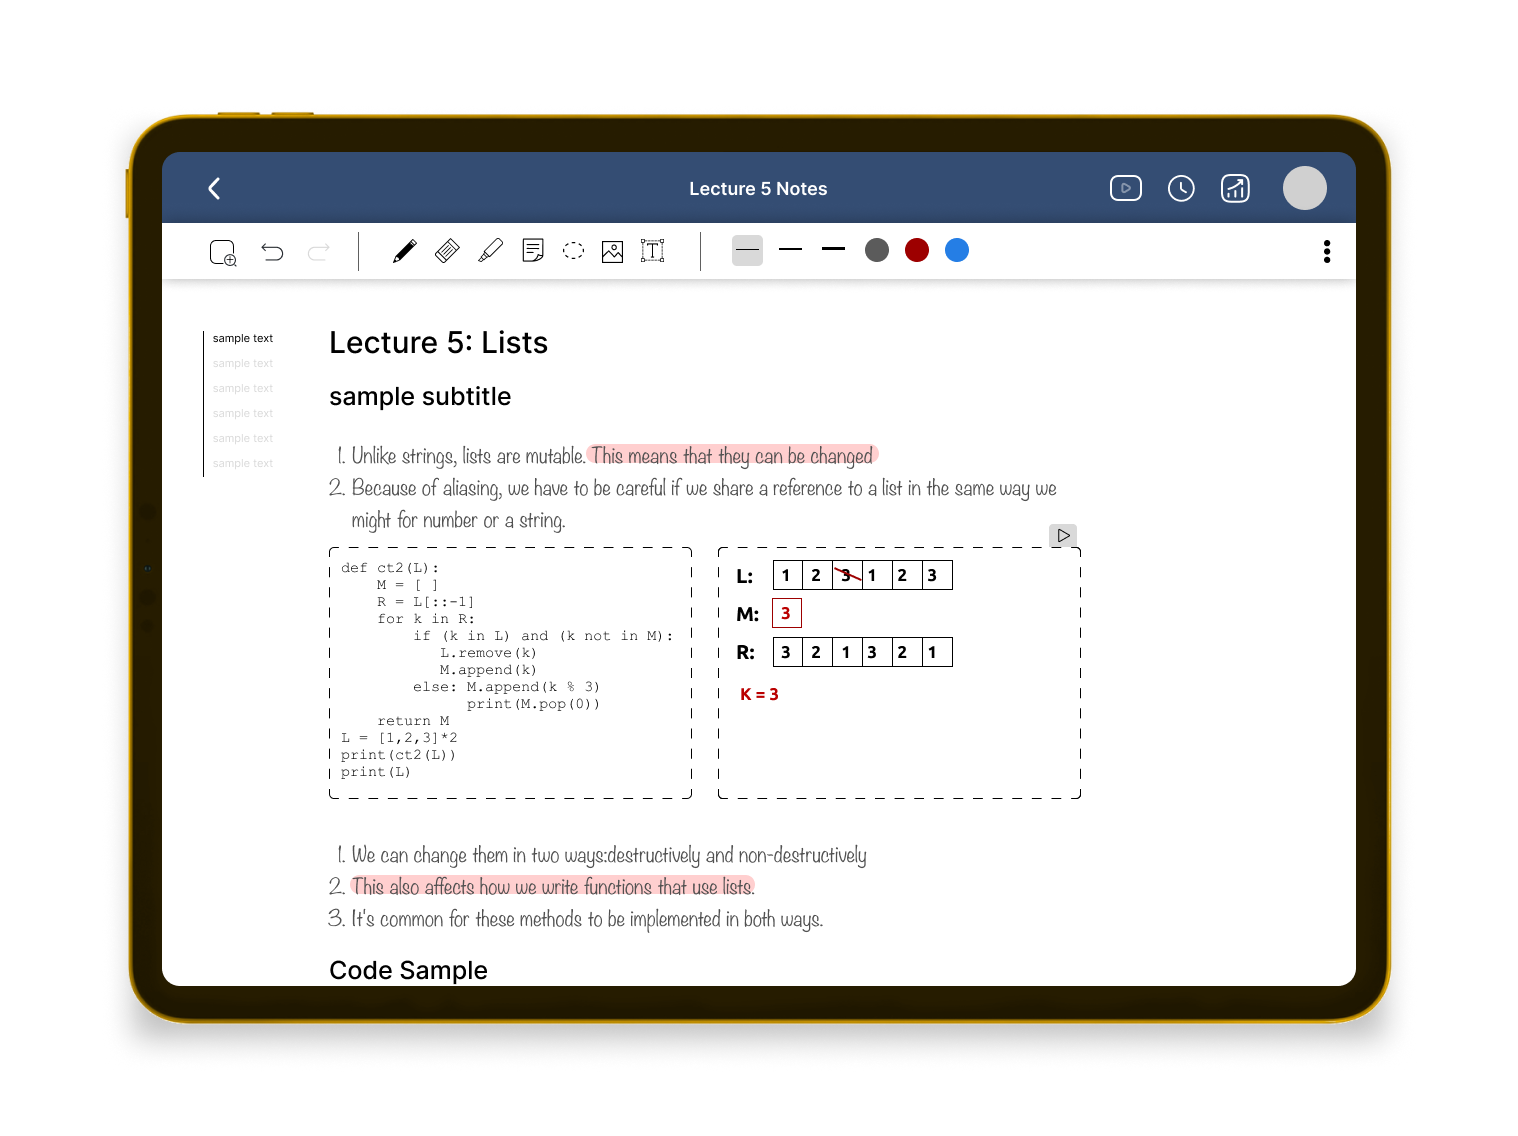 Lecture 5 Notes
sample text
sample text
sample text
sample text
sample text
sample text
Lecture 5: Lists
sample subtitle
1. Unlike strings, lists are mutable. This means that they can be changed
2. Because of aliasing, we have to be careful if we share a reference to a list in the same way we
might for number or a string.
def ct2(L):
    M = [ ]
    R = L[::-1]
    for k in R:
        if (k in L) and (k not in M):
           L.remove(k)
           M.append(k)
        else: M.append(k % 3)
              print(M.pop(0))
    return M
L = [1,2,3]*2
print(ct2(L))
print(L)
L: 1 2 3 1 2 3
M: 3
R: 3 2 1 3 2 1
K = 3
1. We can change them in two ways:destructively and non-destructively
2. This also affects how we write functions that use lists.
3. It's common for these methods to be implemented in both ways.
Code Sample